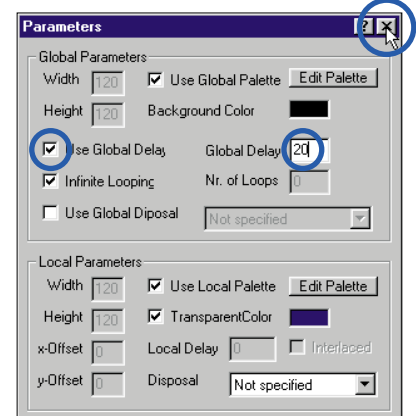 Parameters ?
Global Parameters
Width 120 Use Global Palette Edit Palette
Height 120 Background Color
Use Global Delay Global Delay 20
Infinite Looping Nr. of Loops 0
Use Global Diposal Not specified
Local Parameters
Width 120 Use Local Palette Edit Palette
Height 120 TransparentColor
x-Offset 0 Local Delay 0 Interlaced
y-Offset 0 Disposal Not specified